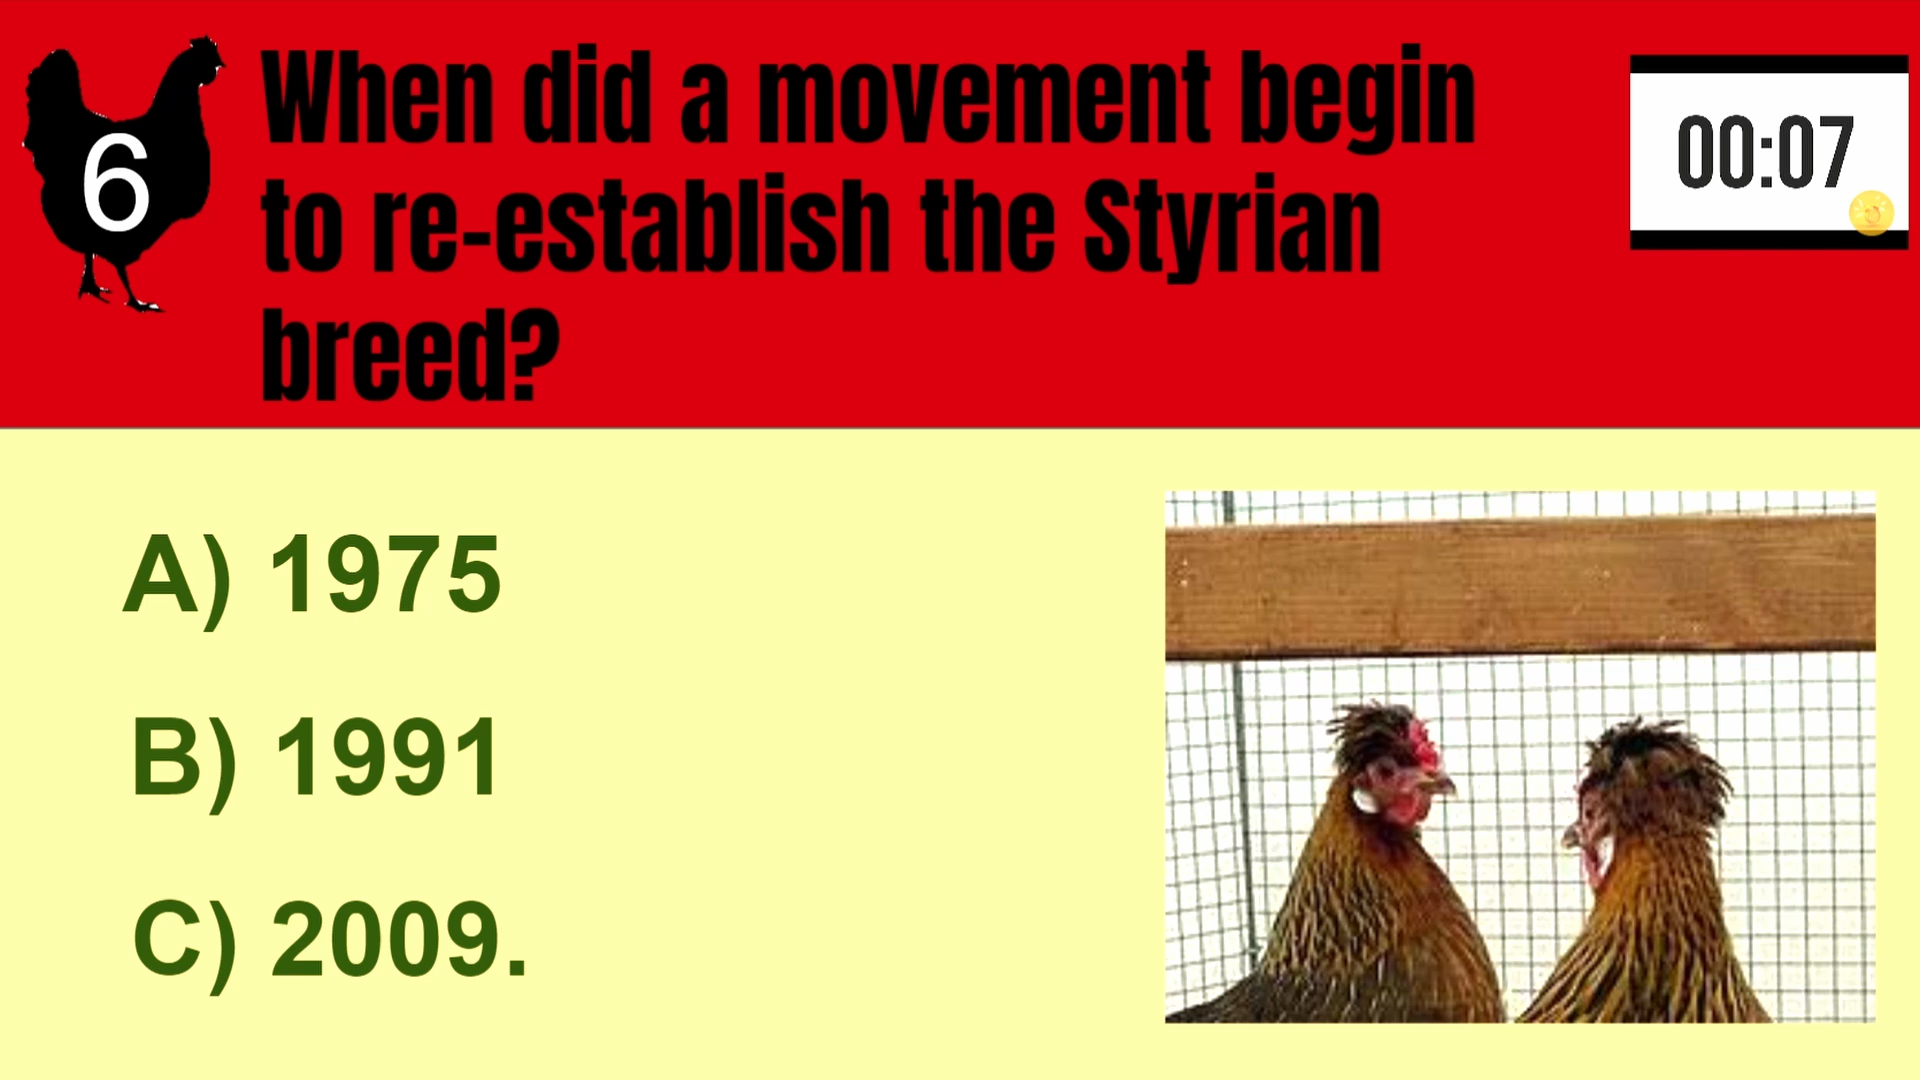 6
When did a movement begin
to re-establish the Styrian
breed?
00:07
A) 1975
B) 1991
C) 2009.